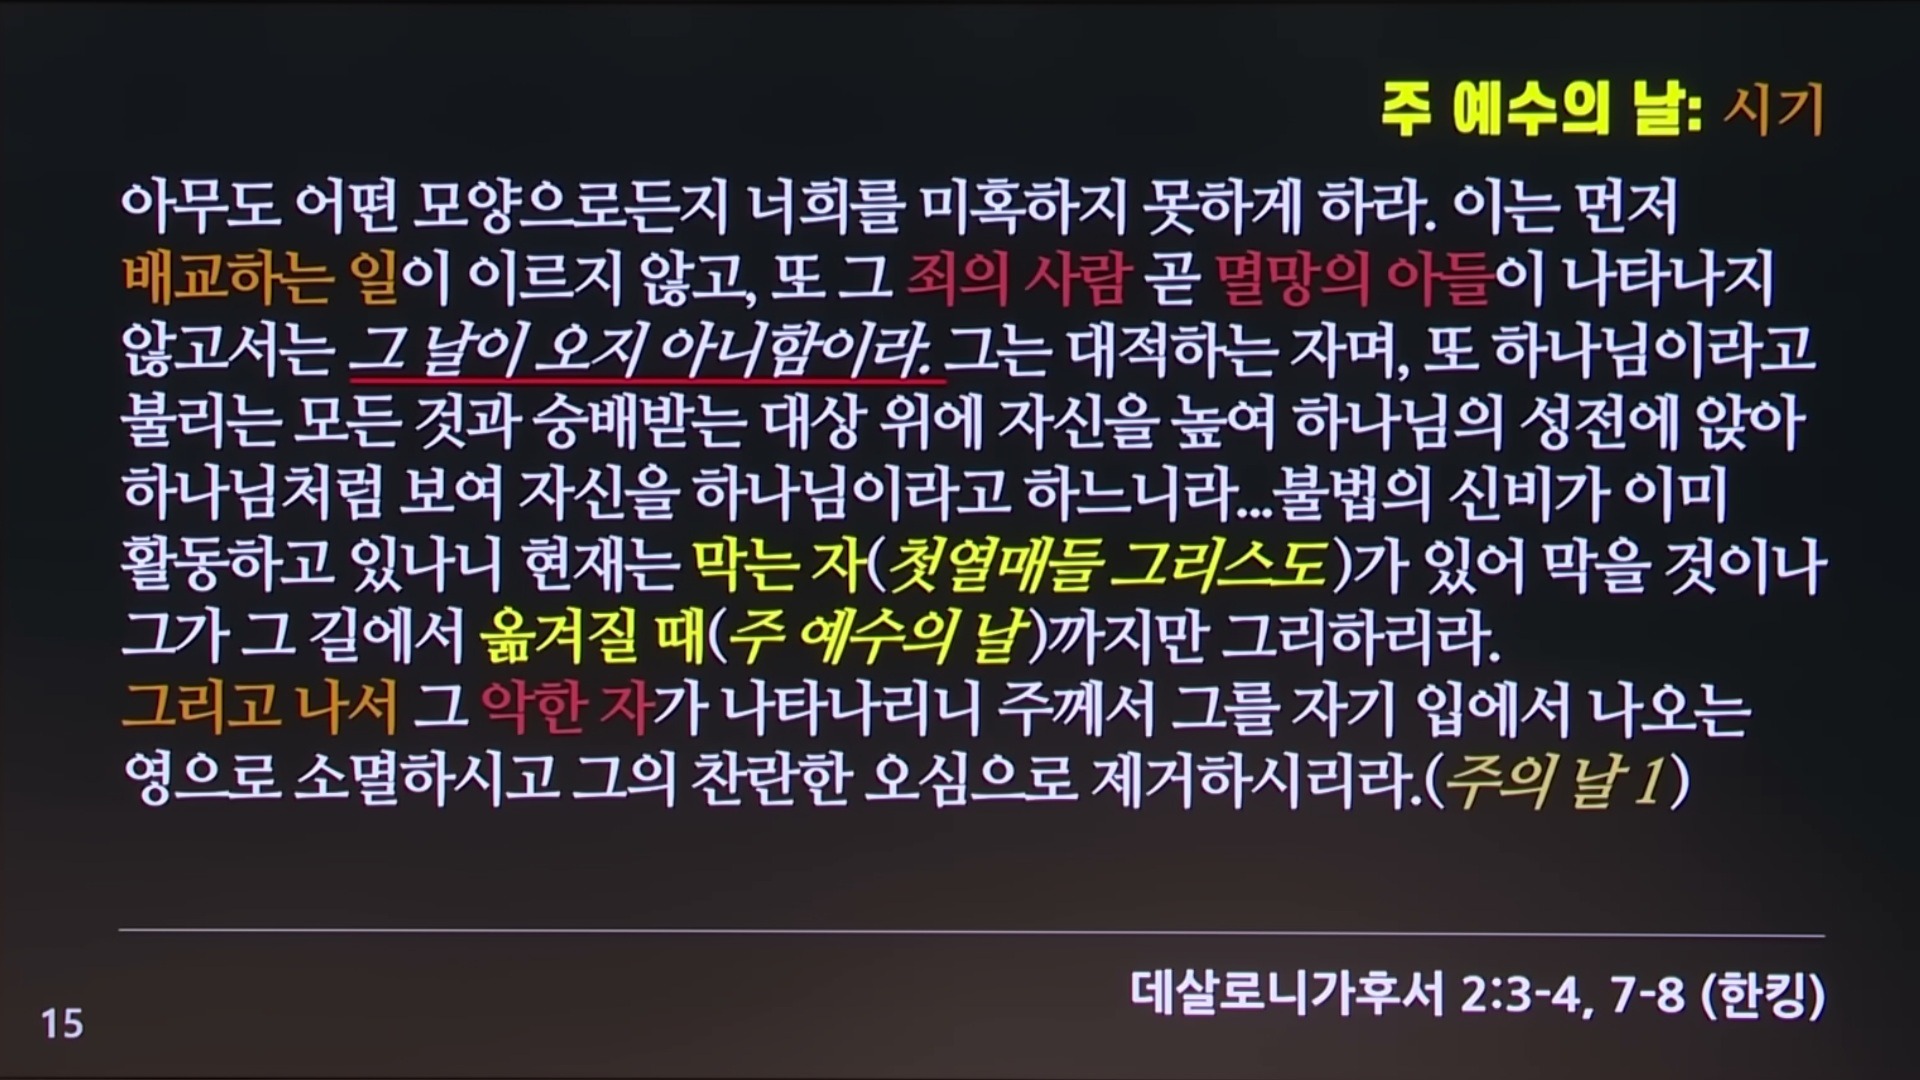 주 예수의 날: 시기
아무도 어떤 모양으로든지 너희를 미혹하지 못하게 하라. 이는 먼저
배교하는 일이 이르지 않고, 또 그 죄의 사람 곧 멸망의 아들이 나타나지
않고서는 그 날이 오지 아니함이라. 그는 대적하는 자며, 또 하나님이라고
불리는 모든 것과 숭배받는 대상 위에 자신을 높여 하나님의 성전에 앉아
하나님처럼 보여 자신을 하나님이라고 하느니라...불법의 신비가 이미
활동하고 있나니 현재는 막는 자(첫열매들 그리스도)가 있어 막을 것이나
그가 그 길에서 옮겨질 때(주 예수의 날)까지만 그리하리라.
그리고 나서 그 악한 자가 나타나리니 주께서 그를 자기 입에서 나오는
영으로 소멸하시고 그의 찬란한 오심으로 제거하시리라.(주의 날 1)
데살로니가후서 2:3-4, 7-8 (한킹)
15